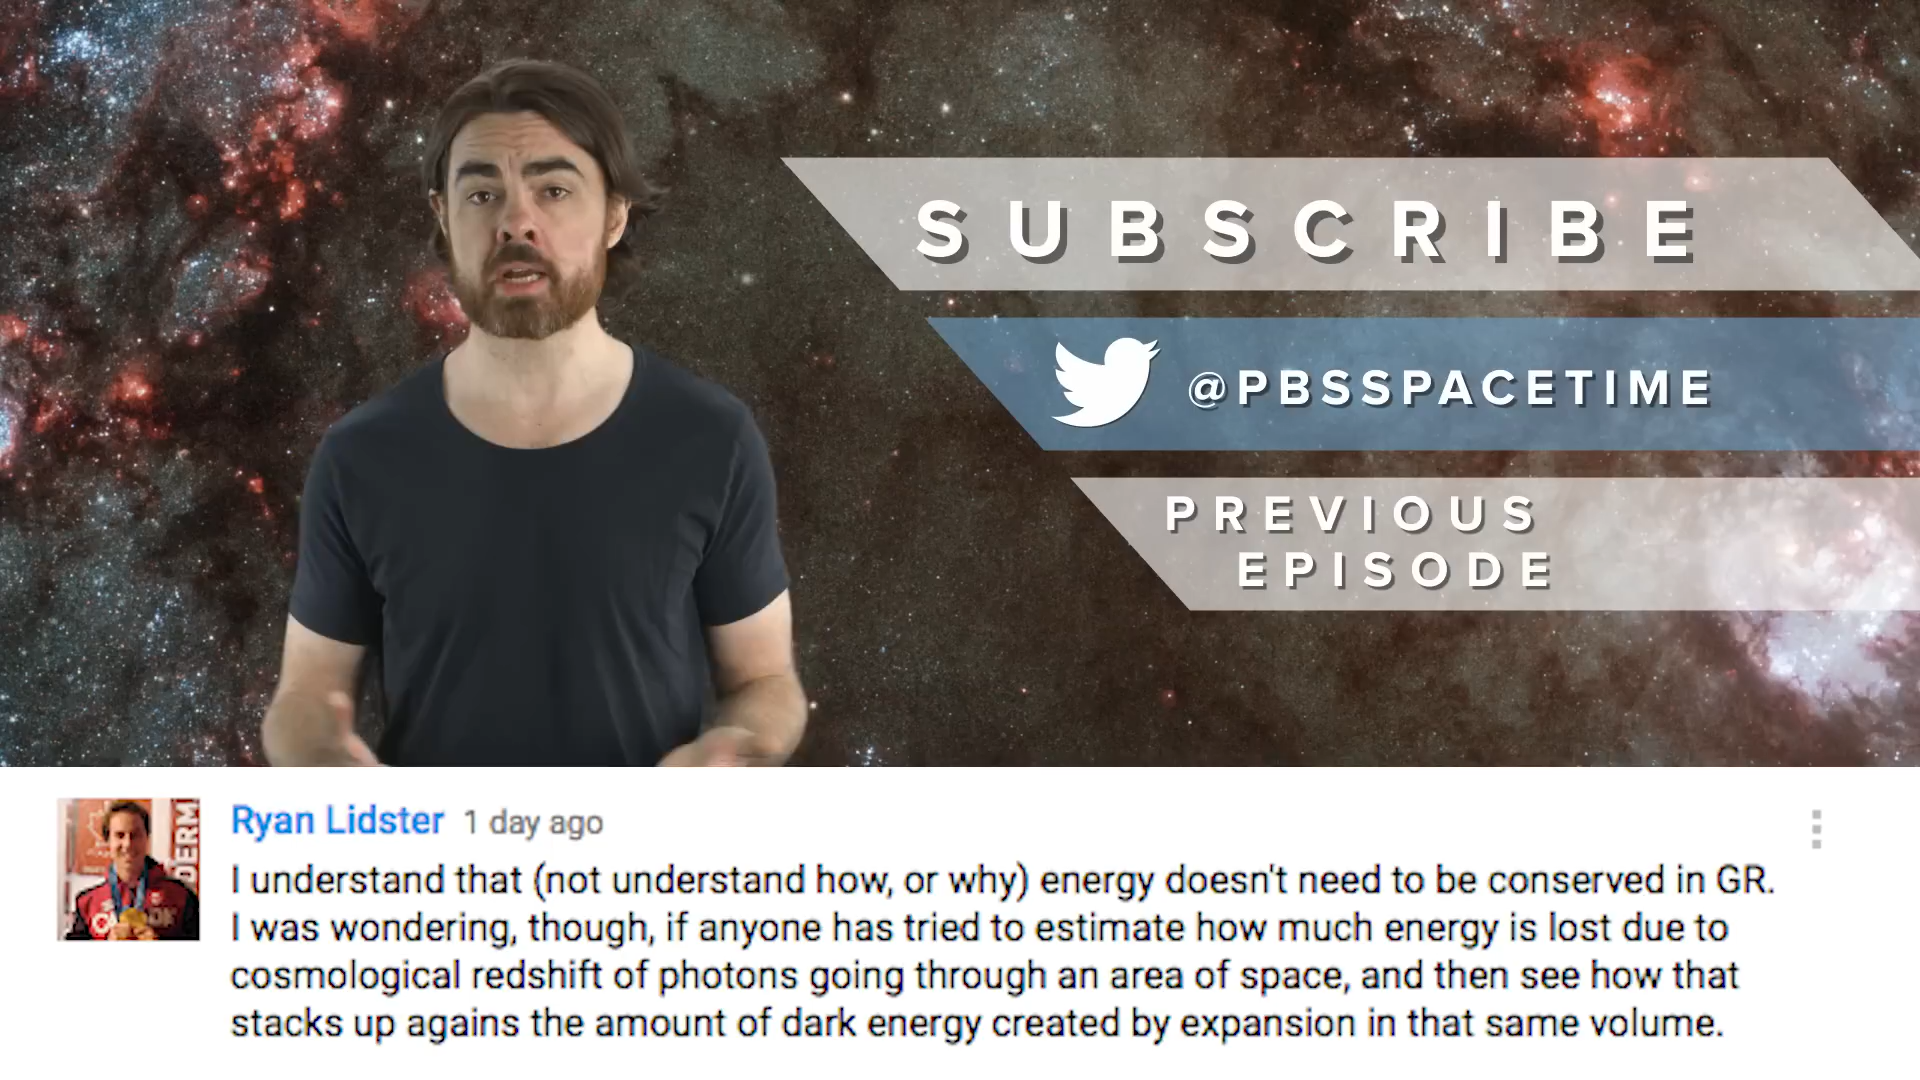 SUBSCRIBE
@PBSSPACETIME
PREVIOUS
EPISODE
Ryan Lidster 1 day ago
I understand that (not understand how, or why) energy doesn't need to be conserved in GR.
I was wondering, though, if anyone has tried to estimate how much energy is lost due to
cosmological redshift of photons going through an area of space, and then see how that
stacks up agains the amount of dark energy created by expansion in that same volume.